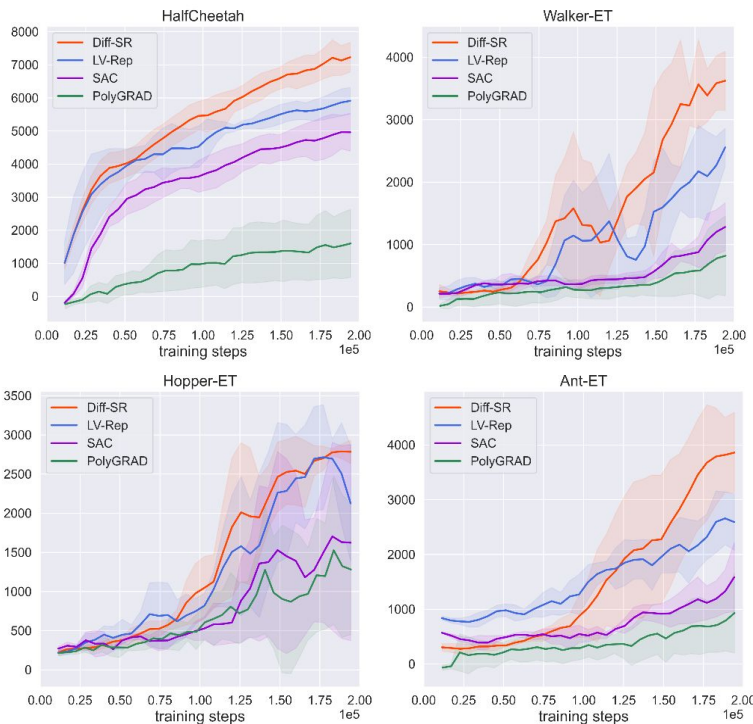 HalfCheetah
8000
7000
6000
5000
4000
3000
2000
1000
0
Diff-SR
LV-Rep
SAC
PolyGRAD
0.00 0.25 0.50 0.75 1.00 1.25 1.50 1.75 2.00
training steps 1e5
Walker-ET
4000
3000
2000
1000
0
Diff-SR
LV-Rep
SAC
PolyGRAD
0.00 0.25 0.50 0.75 1.00 1.25 1.50 1.75 2.00
training steps 1e5
Hopper-ET
3500
3000
2500
2000
1500
1000
500
0
Diff-SR
LV-Rep
SAC
PolyGRAD
0.00 0.25 0.50 0.75 1.00 1.25 1.50 1.75 2.00
training steps 1e5
Ant-ET
4000
3000
2000
1000
0
Diff-SR
LV-Rep
SAC
PolyGRAD
0.00 0.25 0.50 0.75 1.00 1.25 1.50 1.75 2.00
training steps 1e5